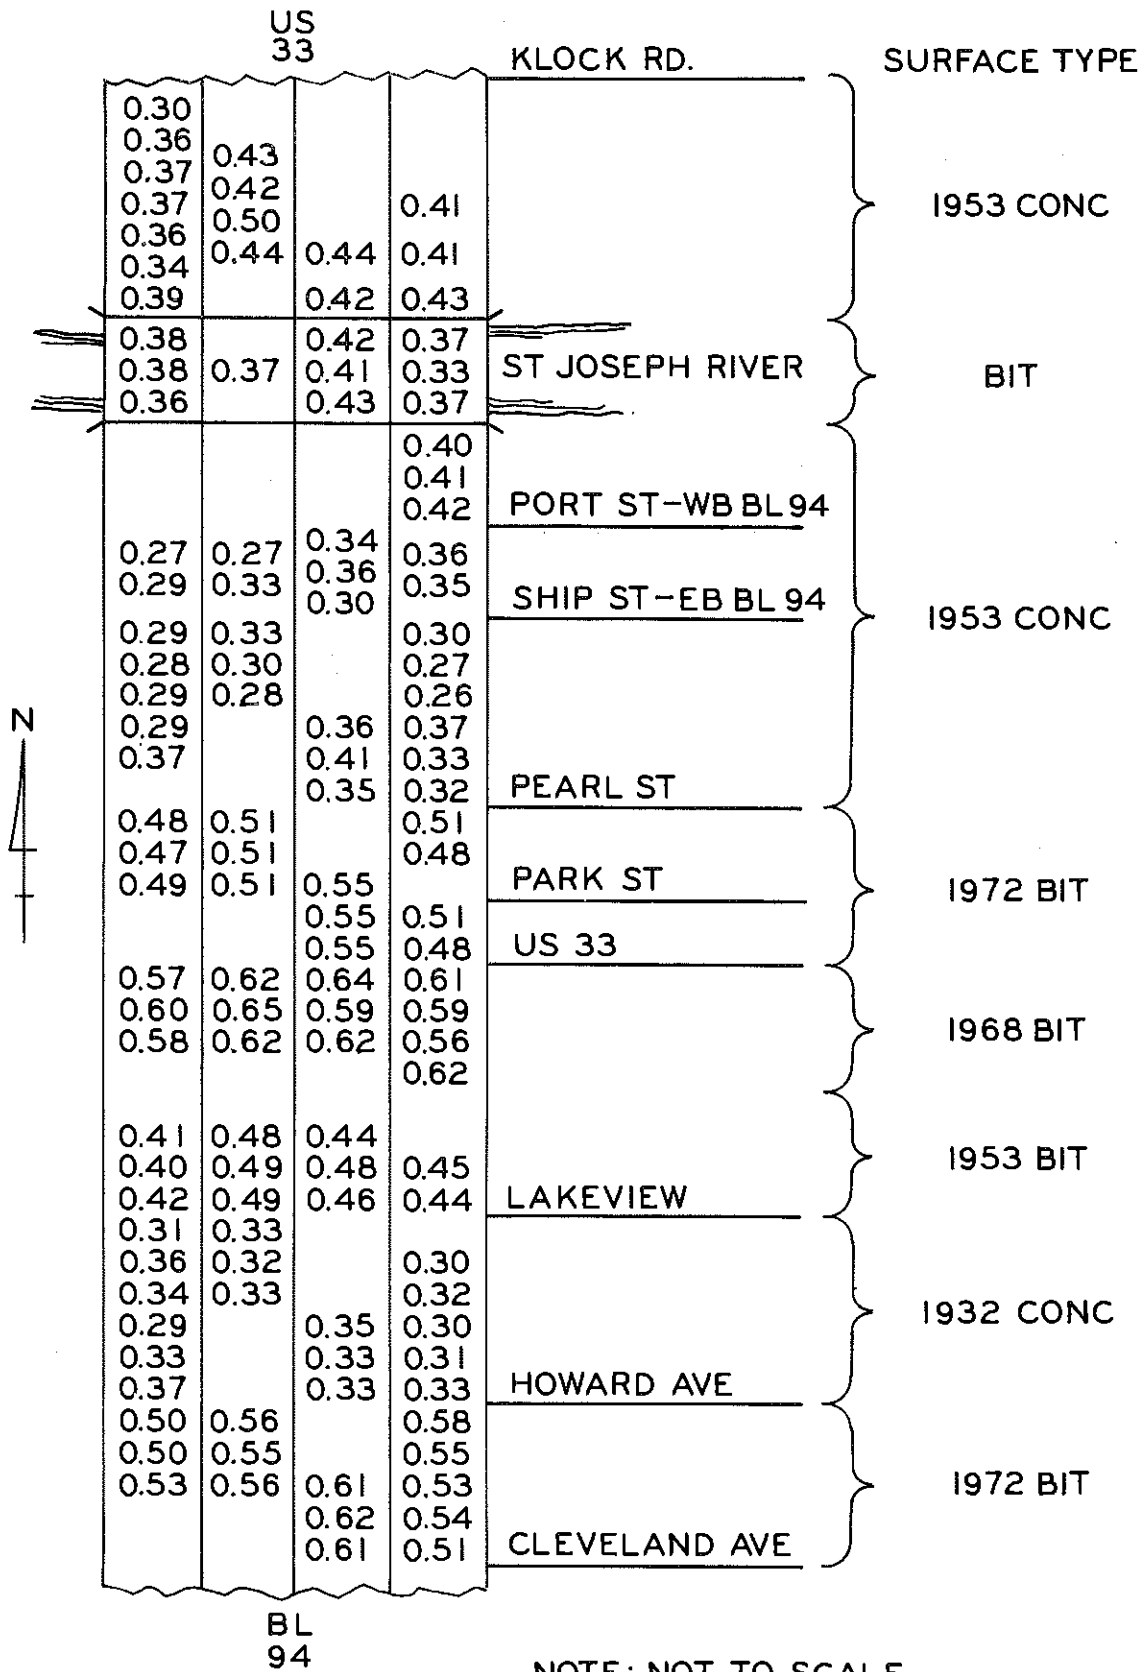 US
33
KLOCK RD. SURFACE TYPE
0.30
0.36
0.43
0.37
0.42
0.37 0.41 1953 CONC
0.50
0.36
0.44 0.44 0.41
0.34
0.39 0.42 0.43
0.38 0.42 0.37
0.38 0.37 0.41 0.33 ST JOSEPH RIVER BIT
0.36 0.43 0.37
0.40
0.41
0.42 PORT ST-WB BL 94
0.34
0.27 0.27 0.36
0.36
0.29 0.33 0.35
0.30 SHIP ST-EB BL 94
1953 CONC
0.29 0.33 0.30
0.28 0.30 0.27
0.29 0.28 0.26
N
0.29 0.36 0.37
0.37 0.41 0.33
0.35 0.32 PEARL ST
0.48 0.51 0.51
0.47 0.51 0.48
0.49 0.51 0.55 PARK ST
1972 BIT
0.55 0.51
0.55 0.48 US 33
0.57 0.62 0.64 0.61
0.60 0.65 0.59 0.59
1968 BIT
0.58 0.62 0.62 0.56
0.62
0.41 0.48 0.44
0.40 0.49 0.48 0.45 1953 BIT
0.42 0.49 0.46 0.44 LAKEVIEW
0.31 0.33
0.36 0.32 0.30
0.34 0.33 0.32
1932 CONC
0.29 0.35 0.30
0.33 0.33 0.31
0.37 0.33 0.33 HOWARD AVE
0.50 0.56 0.58
0.50 0.55 0.55
0.53 0.56 0.61 0.53 1972 BIT
0.62 0.54
0.61 0.51 CLEVELAND AVE
BL
94
NOTE: NOT TO SCALE